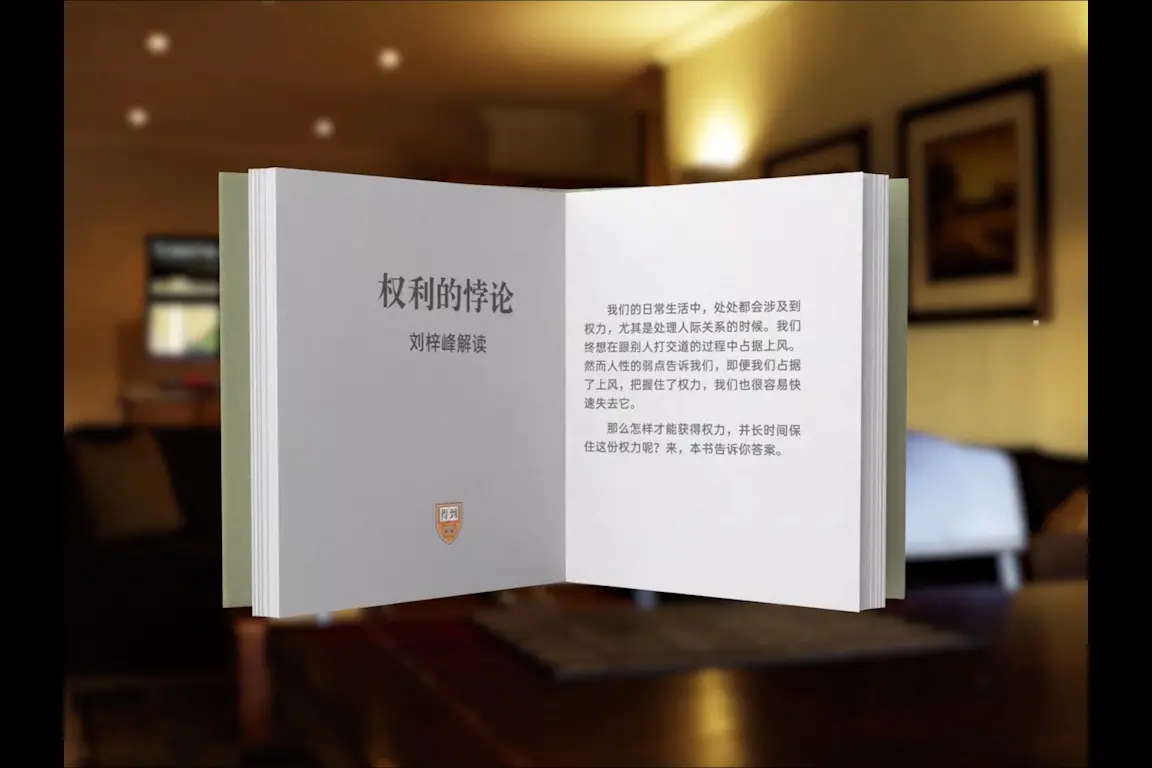 权利的悖论
刘梓峰解读
得到
我们的日常生活中，处处都会涉及到
权力，尤其是处理人际关系的时候。我们
终想在跟别人打交道的过程中占据上风。
然而人性的弱点告诉我们，即便我们占据
了上风，把握住了权力，我们也很容易快
速失去它。
那么怎样才能获得权力，并长时间保
住这份权力呢？来，本书告诉你答案。